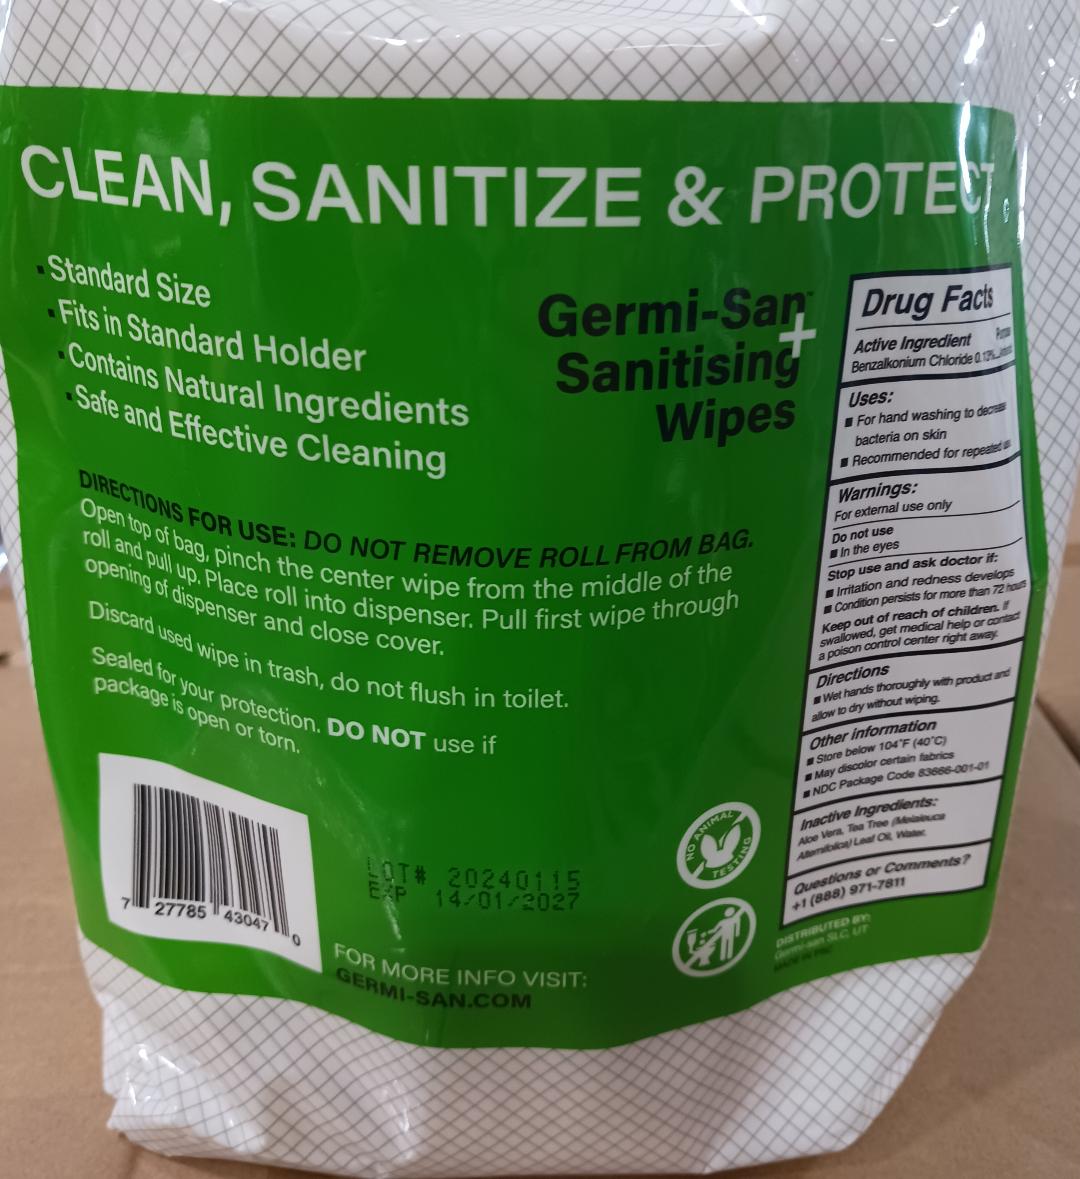 CLEAN, SANITIZE & PROTECT
▪ Standard Size
▪ Fits in Standard Holder
▪ Contains Natural Ingredients
▪ Safe and Effective Cleaning
Germi-San™
Sanitising
Wipes
DIRECTIONS FOR USE: DO NOT REMOVE ROLL FROM BAG.
Open top of bag, pinch the center wipe from the middle of the
roll and pull up. Place roll into dispenser. Pull first wipe through
opening of dispenser and close cover.
Discard used wipe in trash, do not flush in toilet.
Sealed for your protection. DO NOT use if
package is open or torn.
7 27785 43047 0
LOT# 20240115
EXP 14/01/2027
FOR MORE INFO VISIT:
GERMI-SAN.COM
NO ANIMAL
TESTING
Drug Facts
Active Ingredient
Benzalkonium Chloride 0.13%
Uses:
■ For hand washing to decrease
bacteria on skin
■ Recommended for repeated use
Warnings:
For external use only
Do not use
■ In the eyes
Stop use and ask doctor if:
■ Irritation and redness develops
■ Condition persists for more than 72 hours
Keep out of reach of children. If
swallowed, get medical help or contact
a poison control center right away.
Directions
■ Wet hands thoroughly with product and
allow to dry without wiping.
Other information
■ Store below 104°F (40°C)
■ May discolor certain fabrics
■ NDC Package Code 83666-001-01
Inactive Ingredients:
Aloe Vera, Tea Tree (Melaleuca
Alternifolica) Leaf Oil, Water.
Questions or Comments?
+1 (888) 971-7811
DISTRIBUTED BY:
Germi-san SLC, UT
MADE IN PRC